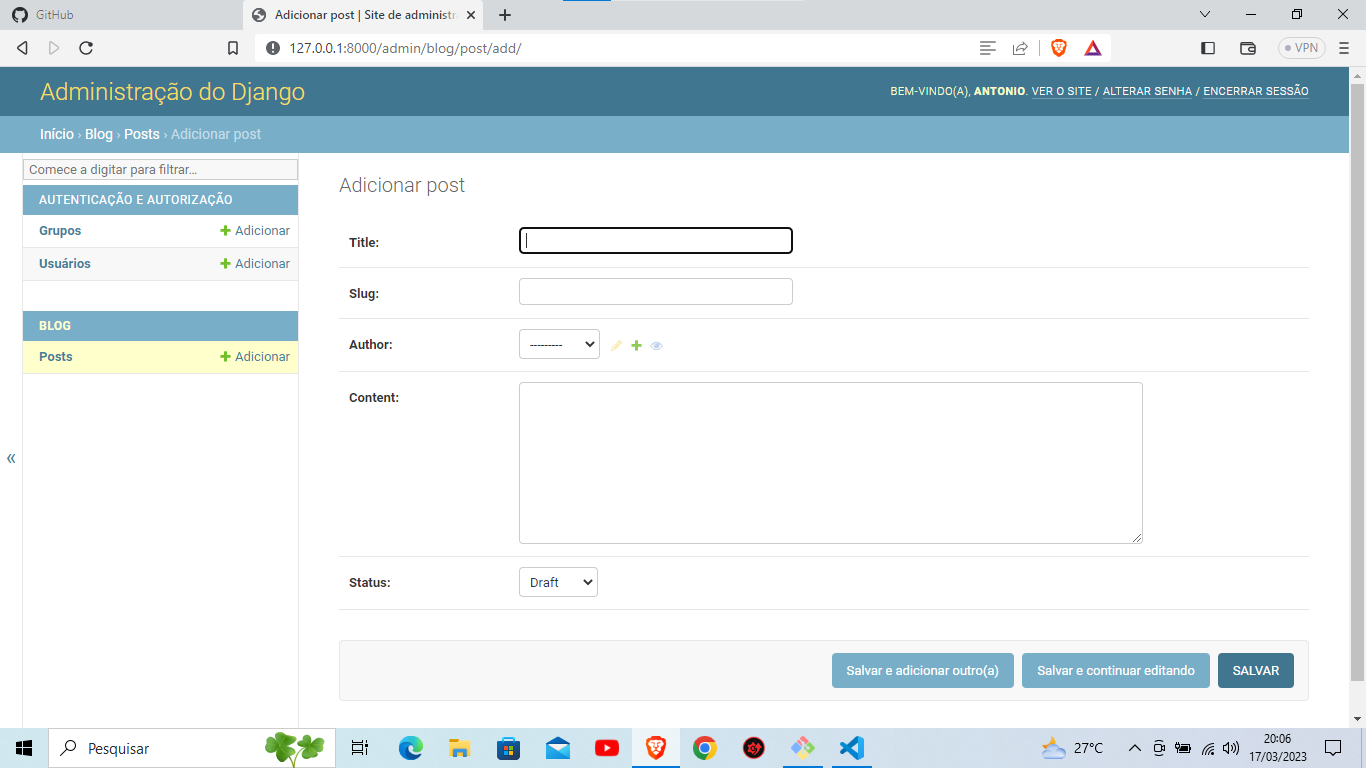 GitHub
Adicionar post | Site de administra
127.0.0.1:8000/admin/blog/post/add/
VPN
Administração do Django
BEM-VINDO(A), ANTONIO. VER O SITE / ALTERAR SENHA / ENCERRAR SESSÃO
Início › Blog › Posts › Adicionar post
Comece a digitar para filtrar...
AUTENTICAÇÃO E AUTORIZAÇÃO
Grupos
Adicionar
Usuários
Adicionar
BLOG
Posts
Adicionar
Adicionar post
Title:
Slug:
Author:
---------
Content:
Status:
Draft
Salvar e adicionar outro(a)
Salvar e continuar editando
SALVAR
Pesquisar
27°C
20:06
17/03/2023